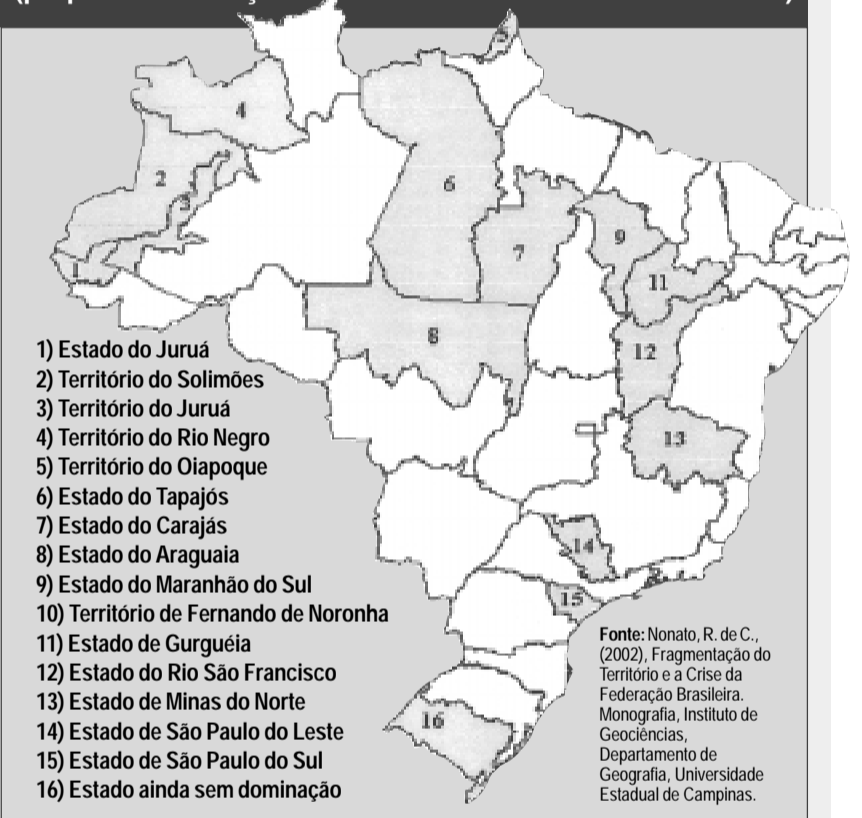 4
5
2
6
3
7
9
1
11
8
12
13
14
15
16
1) Estado do Juruá
2) Território do Solimões
3) Território do Juruá
4) Território do Rio Negro
5) Território do Oiapoque
6) Estado do Tapajós
7) Estado do Carajás
8) Estado do Araguaia
9) Estado do Maranhão do Sul
10) Território de Fernando de Noronha
11) Estado de Gurguéia
12) Estado do Rio São Francisco
13) Estado de Minas do Norte
14) Estado de São Paulo do Leste
15) Estado de São Paulo do Sul
16) Estado ainda sem dominação
Fonte: Nonato, R. de C.,
(2002), Fragmentação do
Território e a Crise da
Federação Brasileira.
Monografia, Instituto de
Geociências,
Departamento de
Geografia, Universidade
Estadual de Campinas.